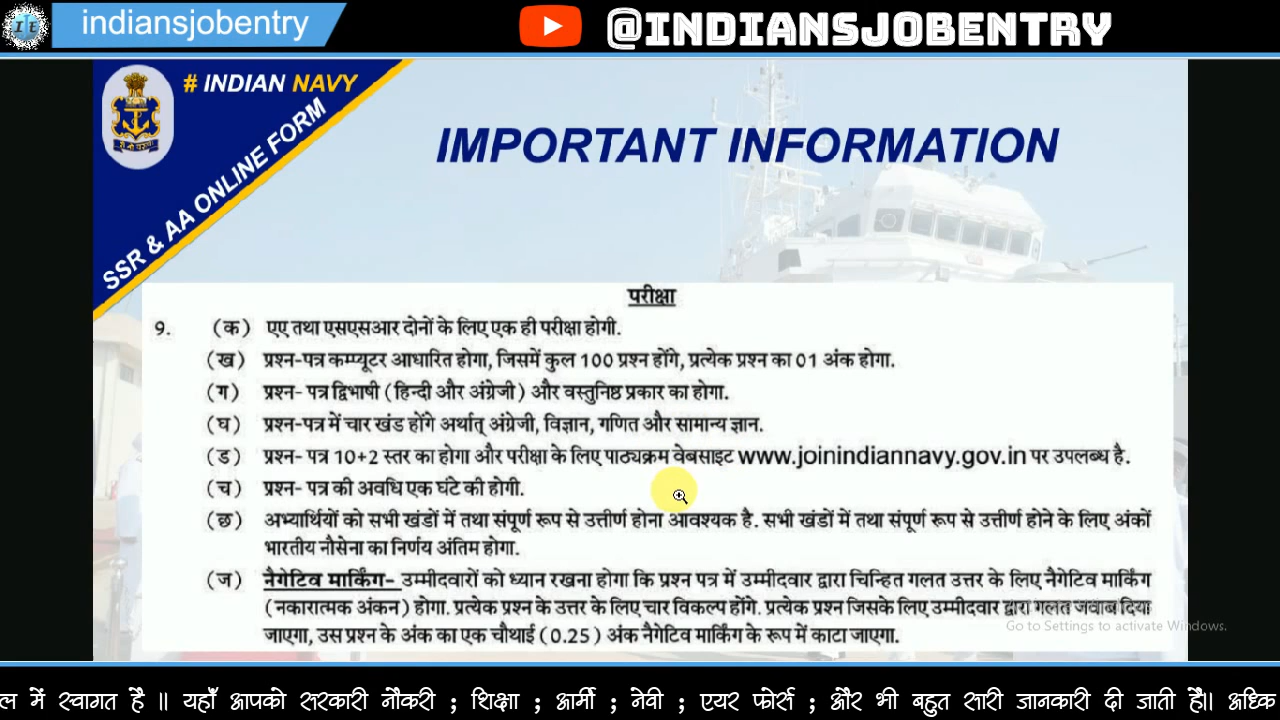 indiansjobentry
@INDIANSJOBENTRY
# INDIAN NAVY
SSR & AA ONLINE FORM
IMPORTANT INFORMATION
परीक्षा
9. (क) एए तथा एसएसआर दोनों के लिए एक ही परीक्षा होगी.
(ख) प्रश्न-पत्र कम्प्यूटर आधारित होगा, जिसमें कुल 100 प्रश्न होंगे, प्रत्येक प्रश्न का 01 अंक होगा.
(ग) प्रश्न- पत्र द्विभाषी (हिन्दी और अंग्रेजी) और वस्तुनिष्ठ प्रकार का होगा.
(घ) प्रश्न-पत्र में चार खंड होंगे अर्थात् अंग्रेजी, विज्ञान, गणित और सामान्य ज्ञान.
(ड) प्रश्न- पत्र 10+2 स्तर का होगा और परीक्षा के लिए पाठ्यक्रम वेबसाइट www.joinindiannavy.gov.in पर उपलब्ध है.
(च) प्रश्न- पत्र की अवधि एक घंटे की होगी.
(छ) अभ्यार्थियों को सभी खंडों में तथा संपूर्ण रूप से उत्तीर्ण होना आवश्यक है. सभी खंडों में तथा संपूर्ण रूप से उत्तीर्ण होने के लिए अंकों
भारतीय नौसेना का निर्णय अंतिम होगा.
(ज) नैगेटिव मार्किंग- उम्मीदवारों को ध्यान रखना होगा कि प्रश्न पत्र में उम्मीदवार द्वारा चिन्हित गलत उत्तर के लिए नैगेटिव मार्किंग
(नकारात्मक अंकन) होगा. प्रत्येक प्रश्न के उत्तर के लिए चार विकल्प होंगे. प्रत्येक प्रश्न जिसके लिए उम्मीदवार द्वारा गलत जवाब दिया
जाएगा, उस प्रश्न के अंक का एक चौथाई (0.25) अंक नैगेटिव मार्किंग के रूप में काटा जाएगा.
Go to Settings to activate Windows.
ल में स्वागत है || यहाँ आपको सरकारी नौकरी ; शिक्षा ; आर्मी ; नेवी ; एयर फोर्स ; और भी बहुत सारी जानकारी दी जाती है|| अधिक